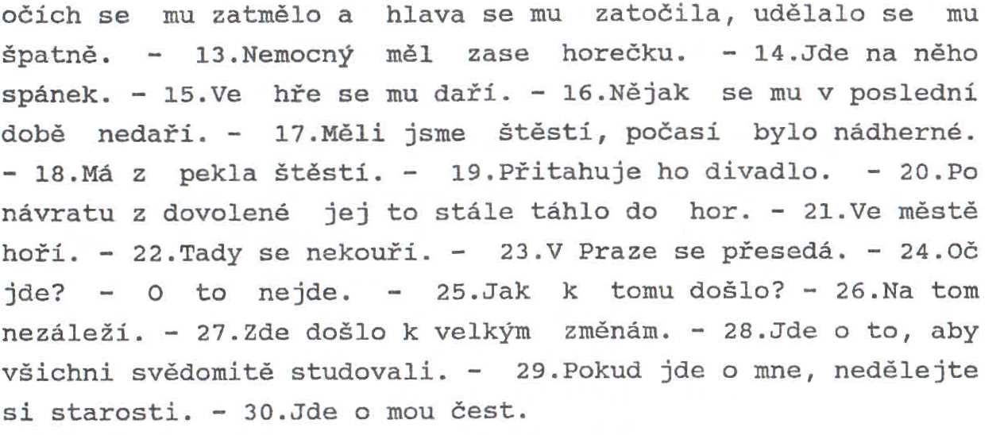 očích se mu zatmělo a hlava se mu zatočila, udělalo se mu
špatně. - 13.Nemocný měl zase horečku. - 14.Jde na něho
spánek. - 15.Ve hře se mu daří. - 16.Nějak se mu v poslední
době nedaří. - 17.Měli jsme štěstí, počasí bylo nádherné.
- 18.Má z pekla štěstí. - 19.Přitahuje ho divadlo. - 20.Po
návratu z dovolené jej to stále táhlo do hor. - 21.Ve městě
hoří. - 22.Tady se nekouří. - 23.V Praze se přesedá. - 24.Oč
jde? - O to nejde. - 25.Jak k tomu došlo? - 26.Na tom
nezáleží. - 27.Zde došlo k velkým změnám. - 28.Jde o to, aby
všichni svědomitě studovali. - 29.Pokud jde o mne, nedělejte
si starosti. - 30.Jde o mou čest.